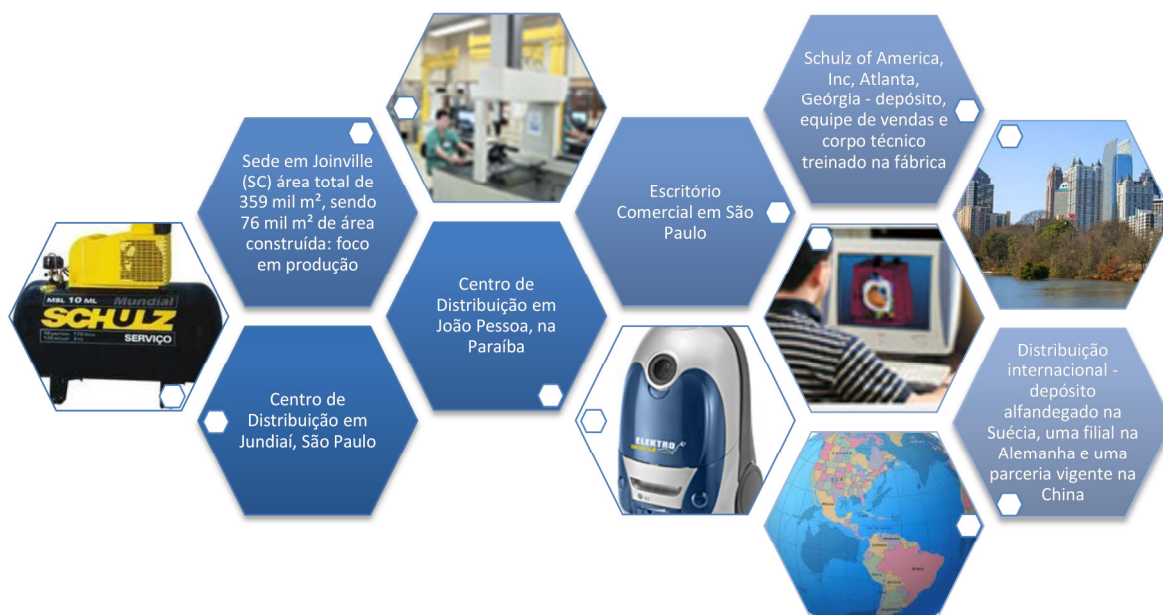 Sede em Joinville
(SC) área total de
359 mil m², sendo
76 mil m² de área
construída: foco
em produção
Centro de
Distribuição em
Jundiaí, São Paulo
Centro de
Distribuição em
João Pessoa, na
Paraíba
Escritório
Comercial em São
Paulo
Schulz of America,
Inc, Atlanta,
Geórgia - depósito,
equipe de vendas e
corpo técnico
treinado na fábrica
Distribuição
internacional -
depósito
alfandegado na
Suécia, uma filial na
Alemanha e uma
parceria vigente na
China
MSL 10 ML Mundial
SCHULZ
SERVIÇO
ELEKTRO